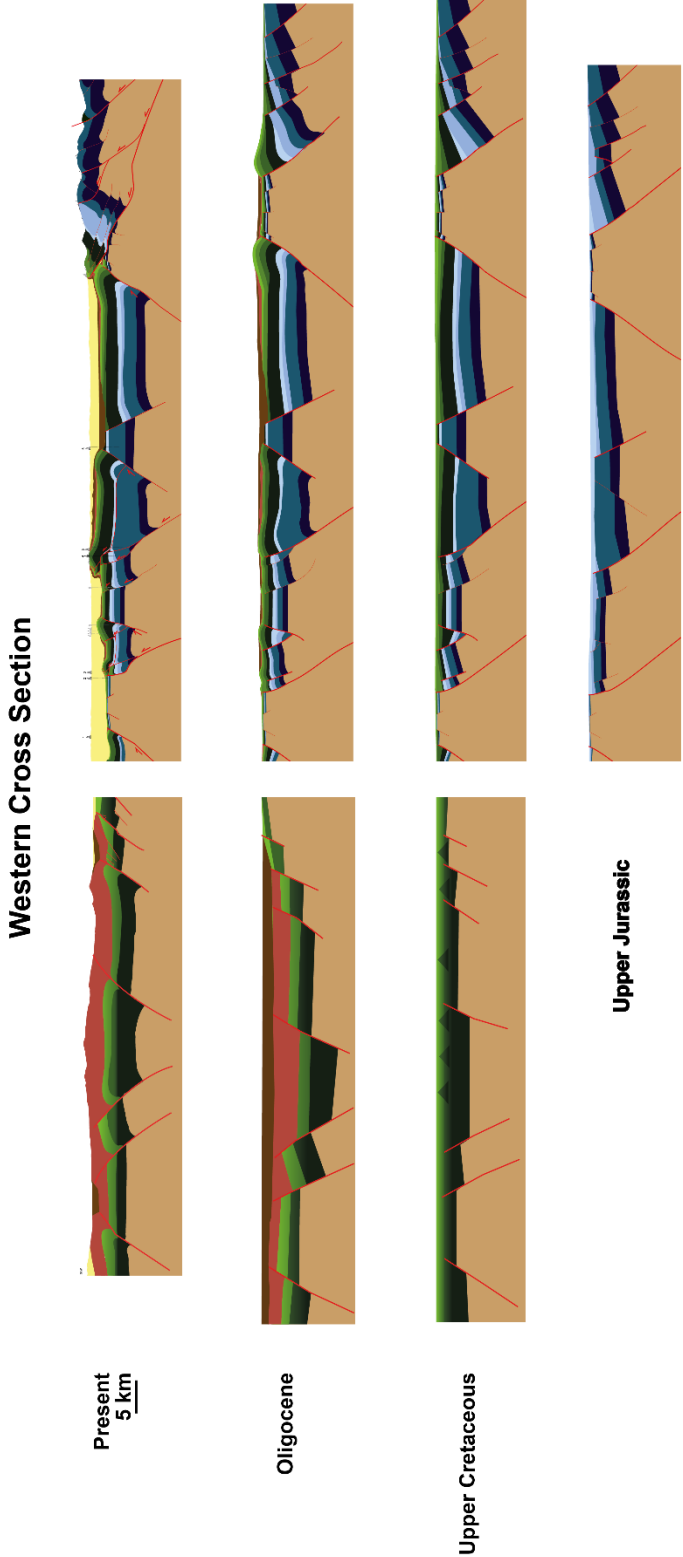 Western Cross Section
Present
5 km
Oligocene
Upper Cretaceous
Upper Jurassic